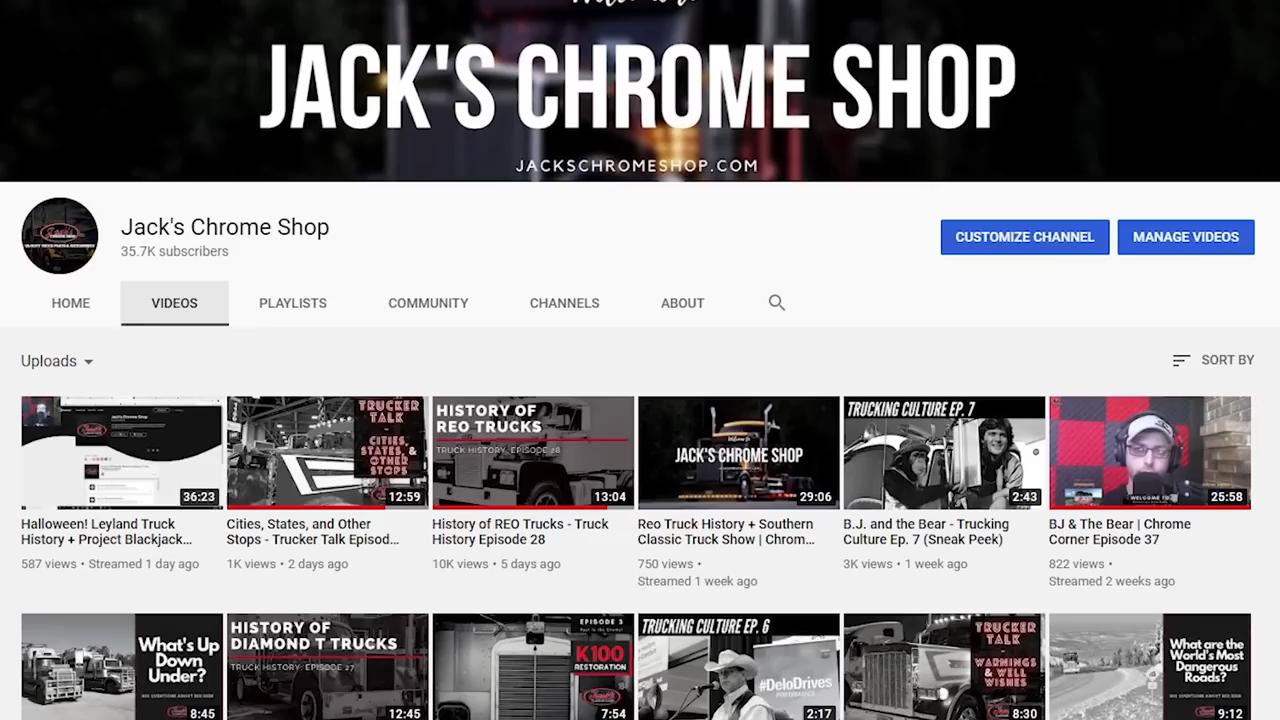 Welcome to
JACK'S CHROME SHOP
JACKSCHROMESHOP.COM
Jack's Chrome Shop
35.7K subscribers
CUSTOMIZE CHANNEL
MANAGE VIDEOS
HOME
VIDEOS
PLAYLISTS
COMMUNITY
CHANNELS
ABOUT
Uploads
SORT BY
36:23
TRUCKER
TALK
-
CITIES,
STATES, &
OTHER
STOPS
12:59
HISTORY OF
REO TRUCKS
TRUCK HISTORY: EPISODE 28
13:04
Welcome to
JACK'S CHROME SHOP
29:06
TRUCKING CULTURE EP. 7
2:43
WELCOME TO
25:58
Halloween! Leyland Truck
History + Project Blackjack...
587 views • Streamed 1 day ago
Cities, States, and Other
Stops - Trucker Talk Episod...
1K views • 2 days ago
History of REO Trucks - Truck
History Episode 28
10K views • 5 days ago
Reo Truck History + Southern
Classic Truck Show | Chrom...
750 views •
Streamed 1 week ago
B.J. and the Bear - Trucking
Culture Ep. 7 (Sneak Peek)
3K views • 1 week ago
BJ & The Bear | Chrome
Corner Episode 37
822 views •
Streamed 2 weeks ago
What's Up
Down
Under?
8:45
HISTORY OF
DIAMOND T TRUCKS
TRUCK HISTORY: EPISODE 27
12:45
EPISODE 3
K100
RESTORATION
7:54
TRUCKING CULTURE EP. 6
#DeloDrives
2:17
TRUCKER
TALK
-
WARNINGS
& WELL
WISHES
8:30
What are the
World's Most
Dangerous
Roads?
9:12